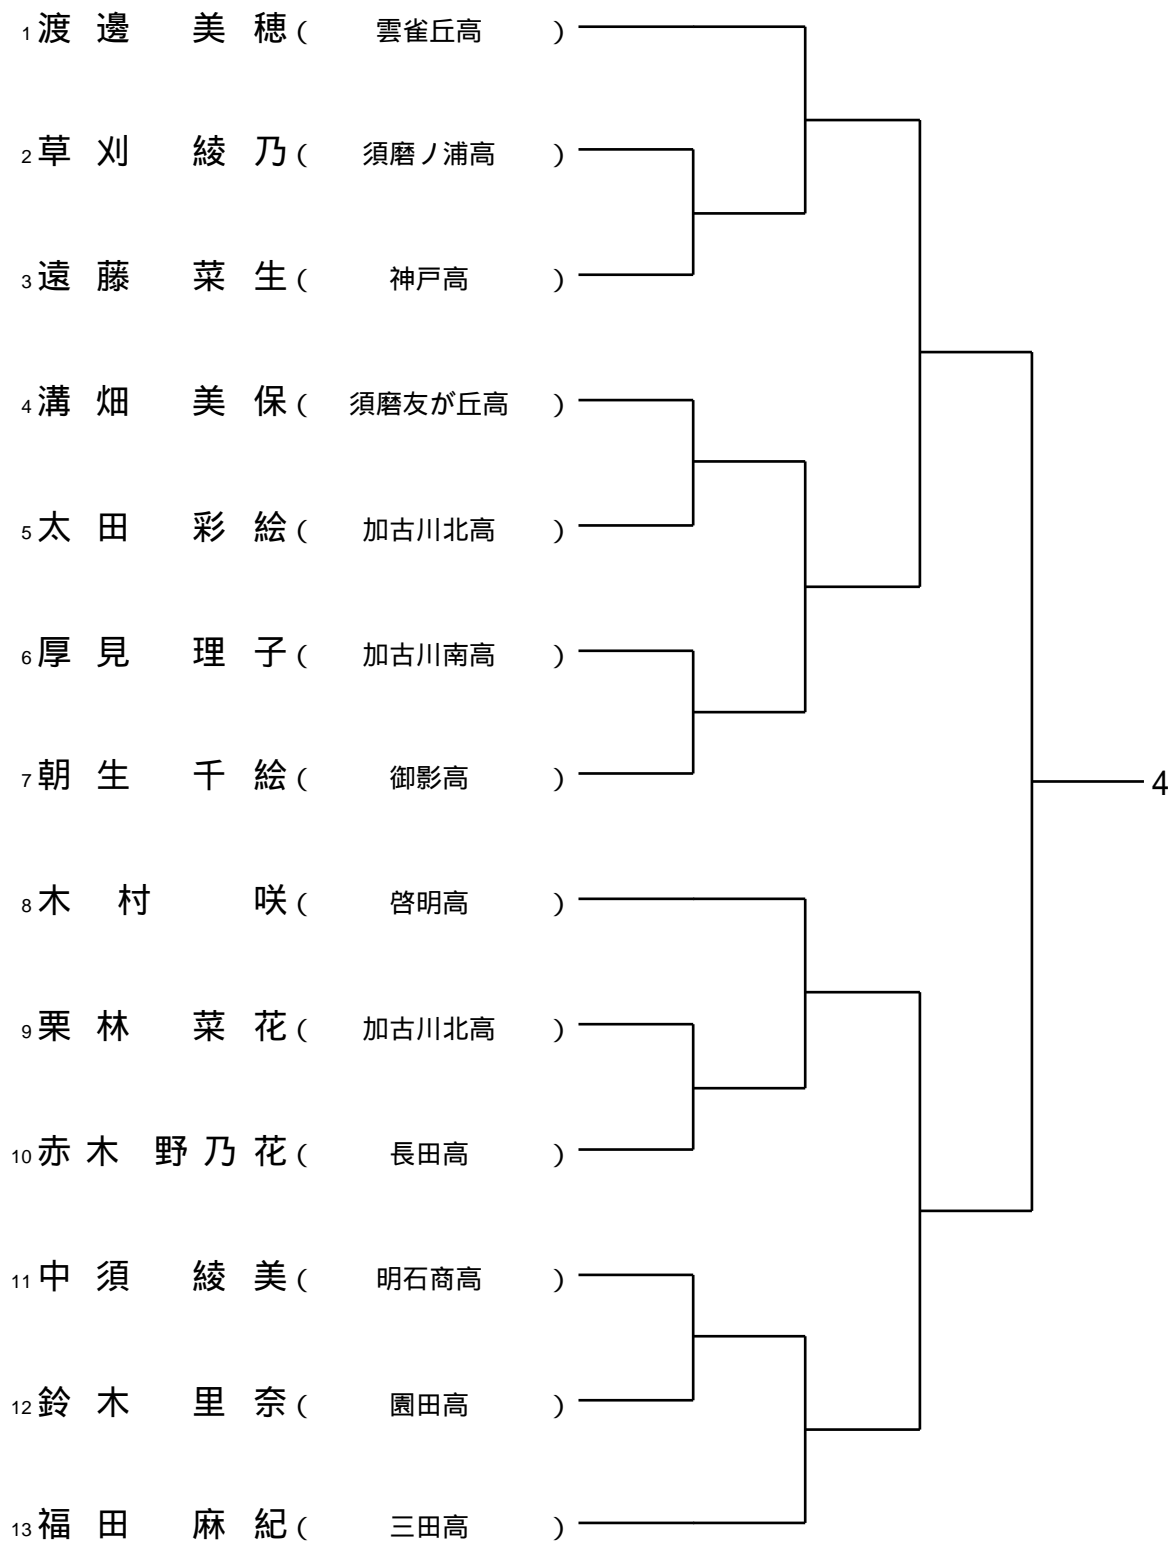 1 渡邊 美穂 ( 雲雀丘高 )
2 草刈 綾乃 ( 須磨ノ浦高 )
3 遠藤 菜生 ( 神戸高 )
4 溝畑 美保 ( 須磨友が丘高 )
5 太田 彩絵 ( 加古川北高 )
6 厚見 理子 ( 加古川南高 )
7 朝生 千絵 ( 御影高 )
4
8 木村 咲 ( 啓明高 )
9 栗林 菜花 ( 加古川北高 )
10 赤木 野乃花 ( 長田高 )
11 中須 綾美 ( 明石商高 )
12 鈴木 里奈 ( 園田高 )
13 福田 麻紀 ( 三田高 )